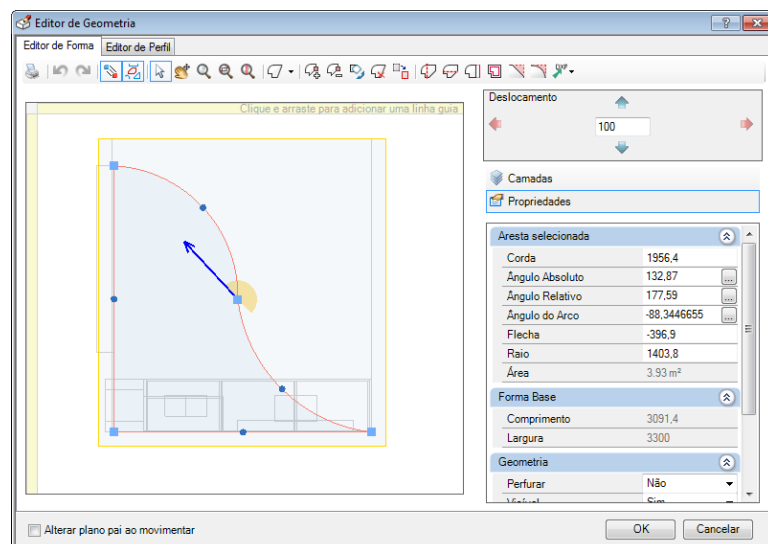 Editor de Geometria
Editor de Forma Editor de Perfil
Clique e arraste para adicionar uma linha guia
Deslocamento
100
Camadas
Propriedades
Aresta selecionada
Corda 1956,4
Ângulo Absoluto 132,87 ...
Ângulo Relativo 177,59 ...
Ângulo do Arco -88,3446655 ...
Flecha -396,9
Raio 1403,8
Área 3.93 m²
Forma Base
Comprimento 3091,4
Largura 3300
Geometria
Perfurar Não
Visível Sim
Alterar plano pai ao movimentar
OK Cancelar